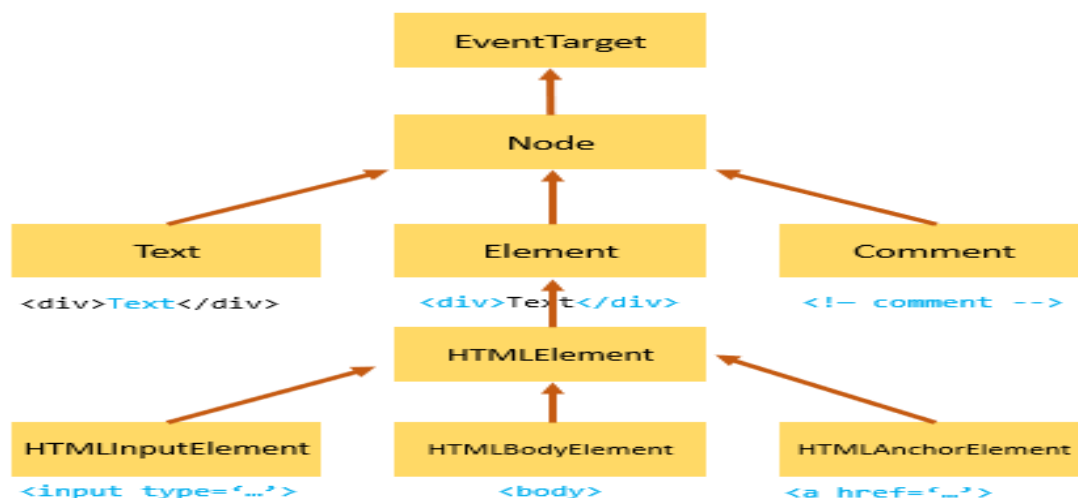 EventTarget
Node
Text Element Comment
<div>Text</div> <div>Text</div> <!— comment -->
HTMLElement
HTMLInputElement HTMLBodyElement HTMLAnchorElement
<input type=‘…’> <body> <a href=‘…’>